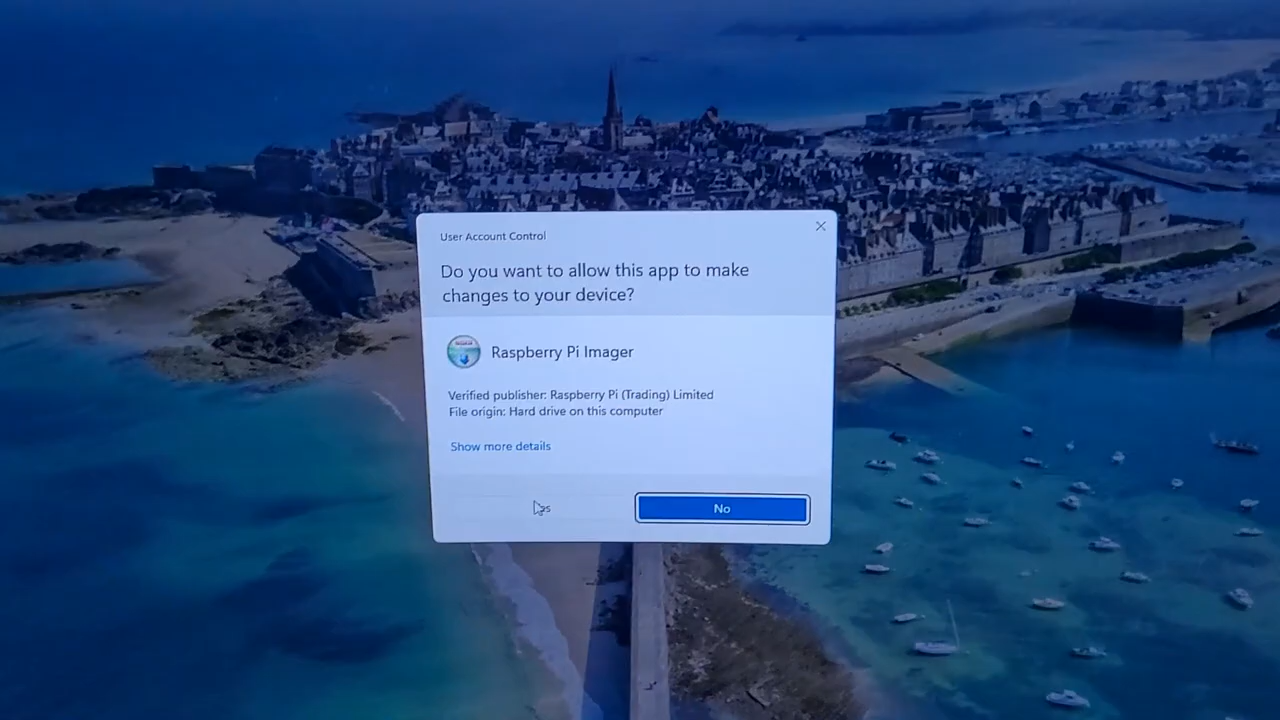 User Account Control
Do you want to allow this app to make
changes to your device?
Raspberry Pi Imager
Verified publisher: Raspberry Pi (Trading) Limited
File origin: Hard drive on this computer
Show more details
No